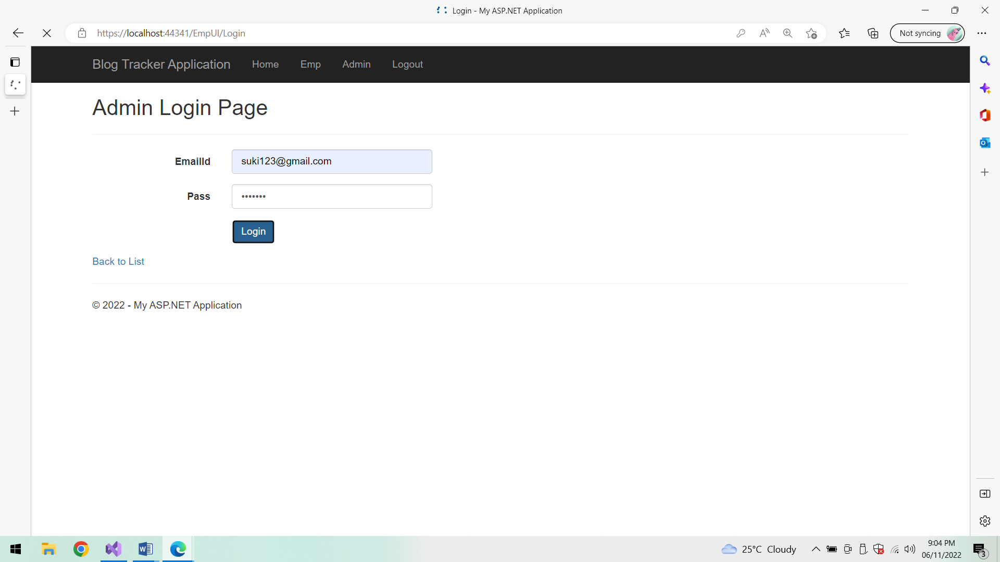 Login - My ASP.NET Application
https://localhost:44341/EmpUI/Login
Not syncing
Blog Tracker Application Home Emp Admin Logout
Admin Login Page
EmailId suki123@gmail.com
Pass •••••••
Login
Back to List
© 2022 - My ASP.NET Application
25°C Cloudy
9:04 PM
06/11/2022
3